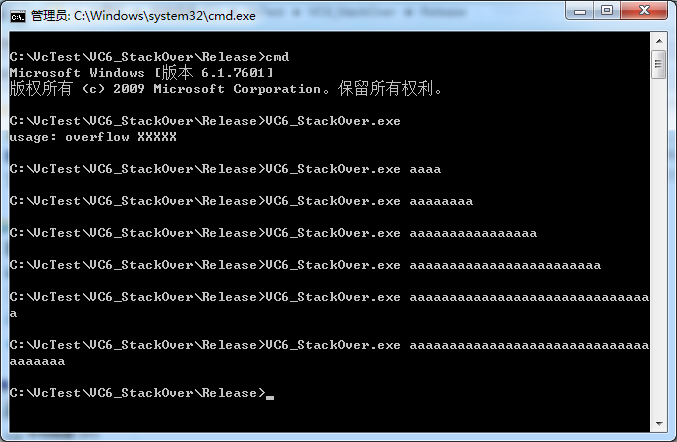 管理员: C:\Windows\system32\cmd.exe
C:\VcTest\VC6_StackOver\Release>cmd
Microsoft Windows [版本 6.1.7601]
版权所有 (c) 2009 Microsoft Corporation。保留所有权利。
C:\VcTest\VC6_StackOver\Release>VC6_StackOver.exe
usage: overflow XXXXX
C:\VcTest\VC6_StackOver\Release>VC6_StackOver.exe aaaa
C:\VcTest\VC6_StackOver\Release>VC6_StackOver.exe aaaaaaaa
C:\VcTest\VC6_StackOver\Release>VC6_StackOver.exe aaaaaaaaaaaaaaaa
C:\VcTest\VC6_StackOver\Release>VC6_StackOver.exe aaaaaaaaaaaaaaaaaaaaaaaa
C:\VcTest\VC6_StackOver\Release>VC6_StackOver.exe aaaaaaaaaaaaaaaaaaaaaaaaaaaaaa
a
C:\VcTest\VC6_StackOver\Release>VC6_StackOver.exe aaaaaaaaaaaaaaaaaaaaaaaaaaaaaa
aaaaaaa
C:\VcTest\VC6_StackOver\Release>